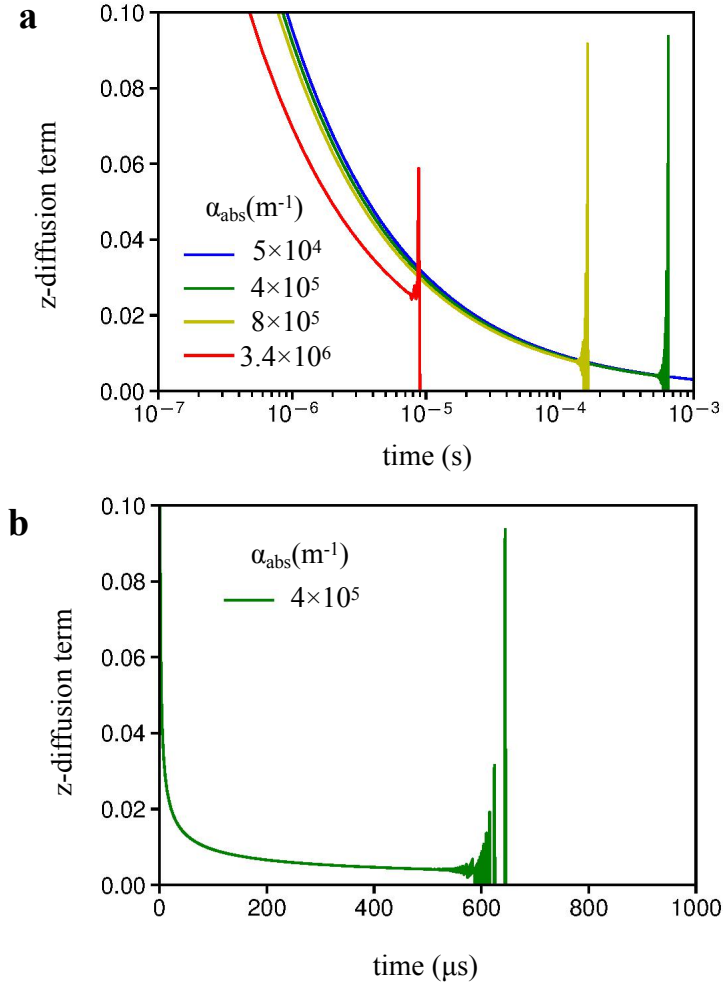 a
z-diffusion term
0.10
0.08
0.06
0.04
0.02
0.00
α_abs(m⁻¹)
5×10⁴
4×10⁵
8×10⁵
3.4×10⁶
10⁻⁷ 10⁻⁶ 10⁻⁵ 10⁻⁴ 10⁻³
time (s)
b
z-diffusion term
0.10
0.08
0.06
0.04
0.02
0.00
α_abs(m⁻¹)
4×10⁵
0 200 400 600 800 1000
time (μs)